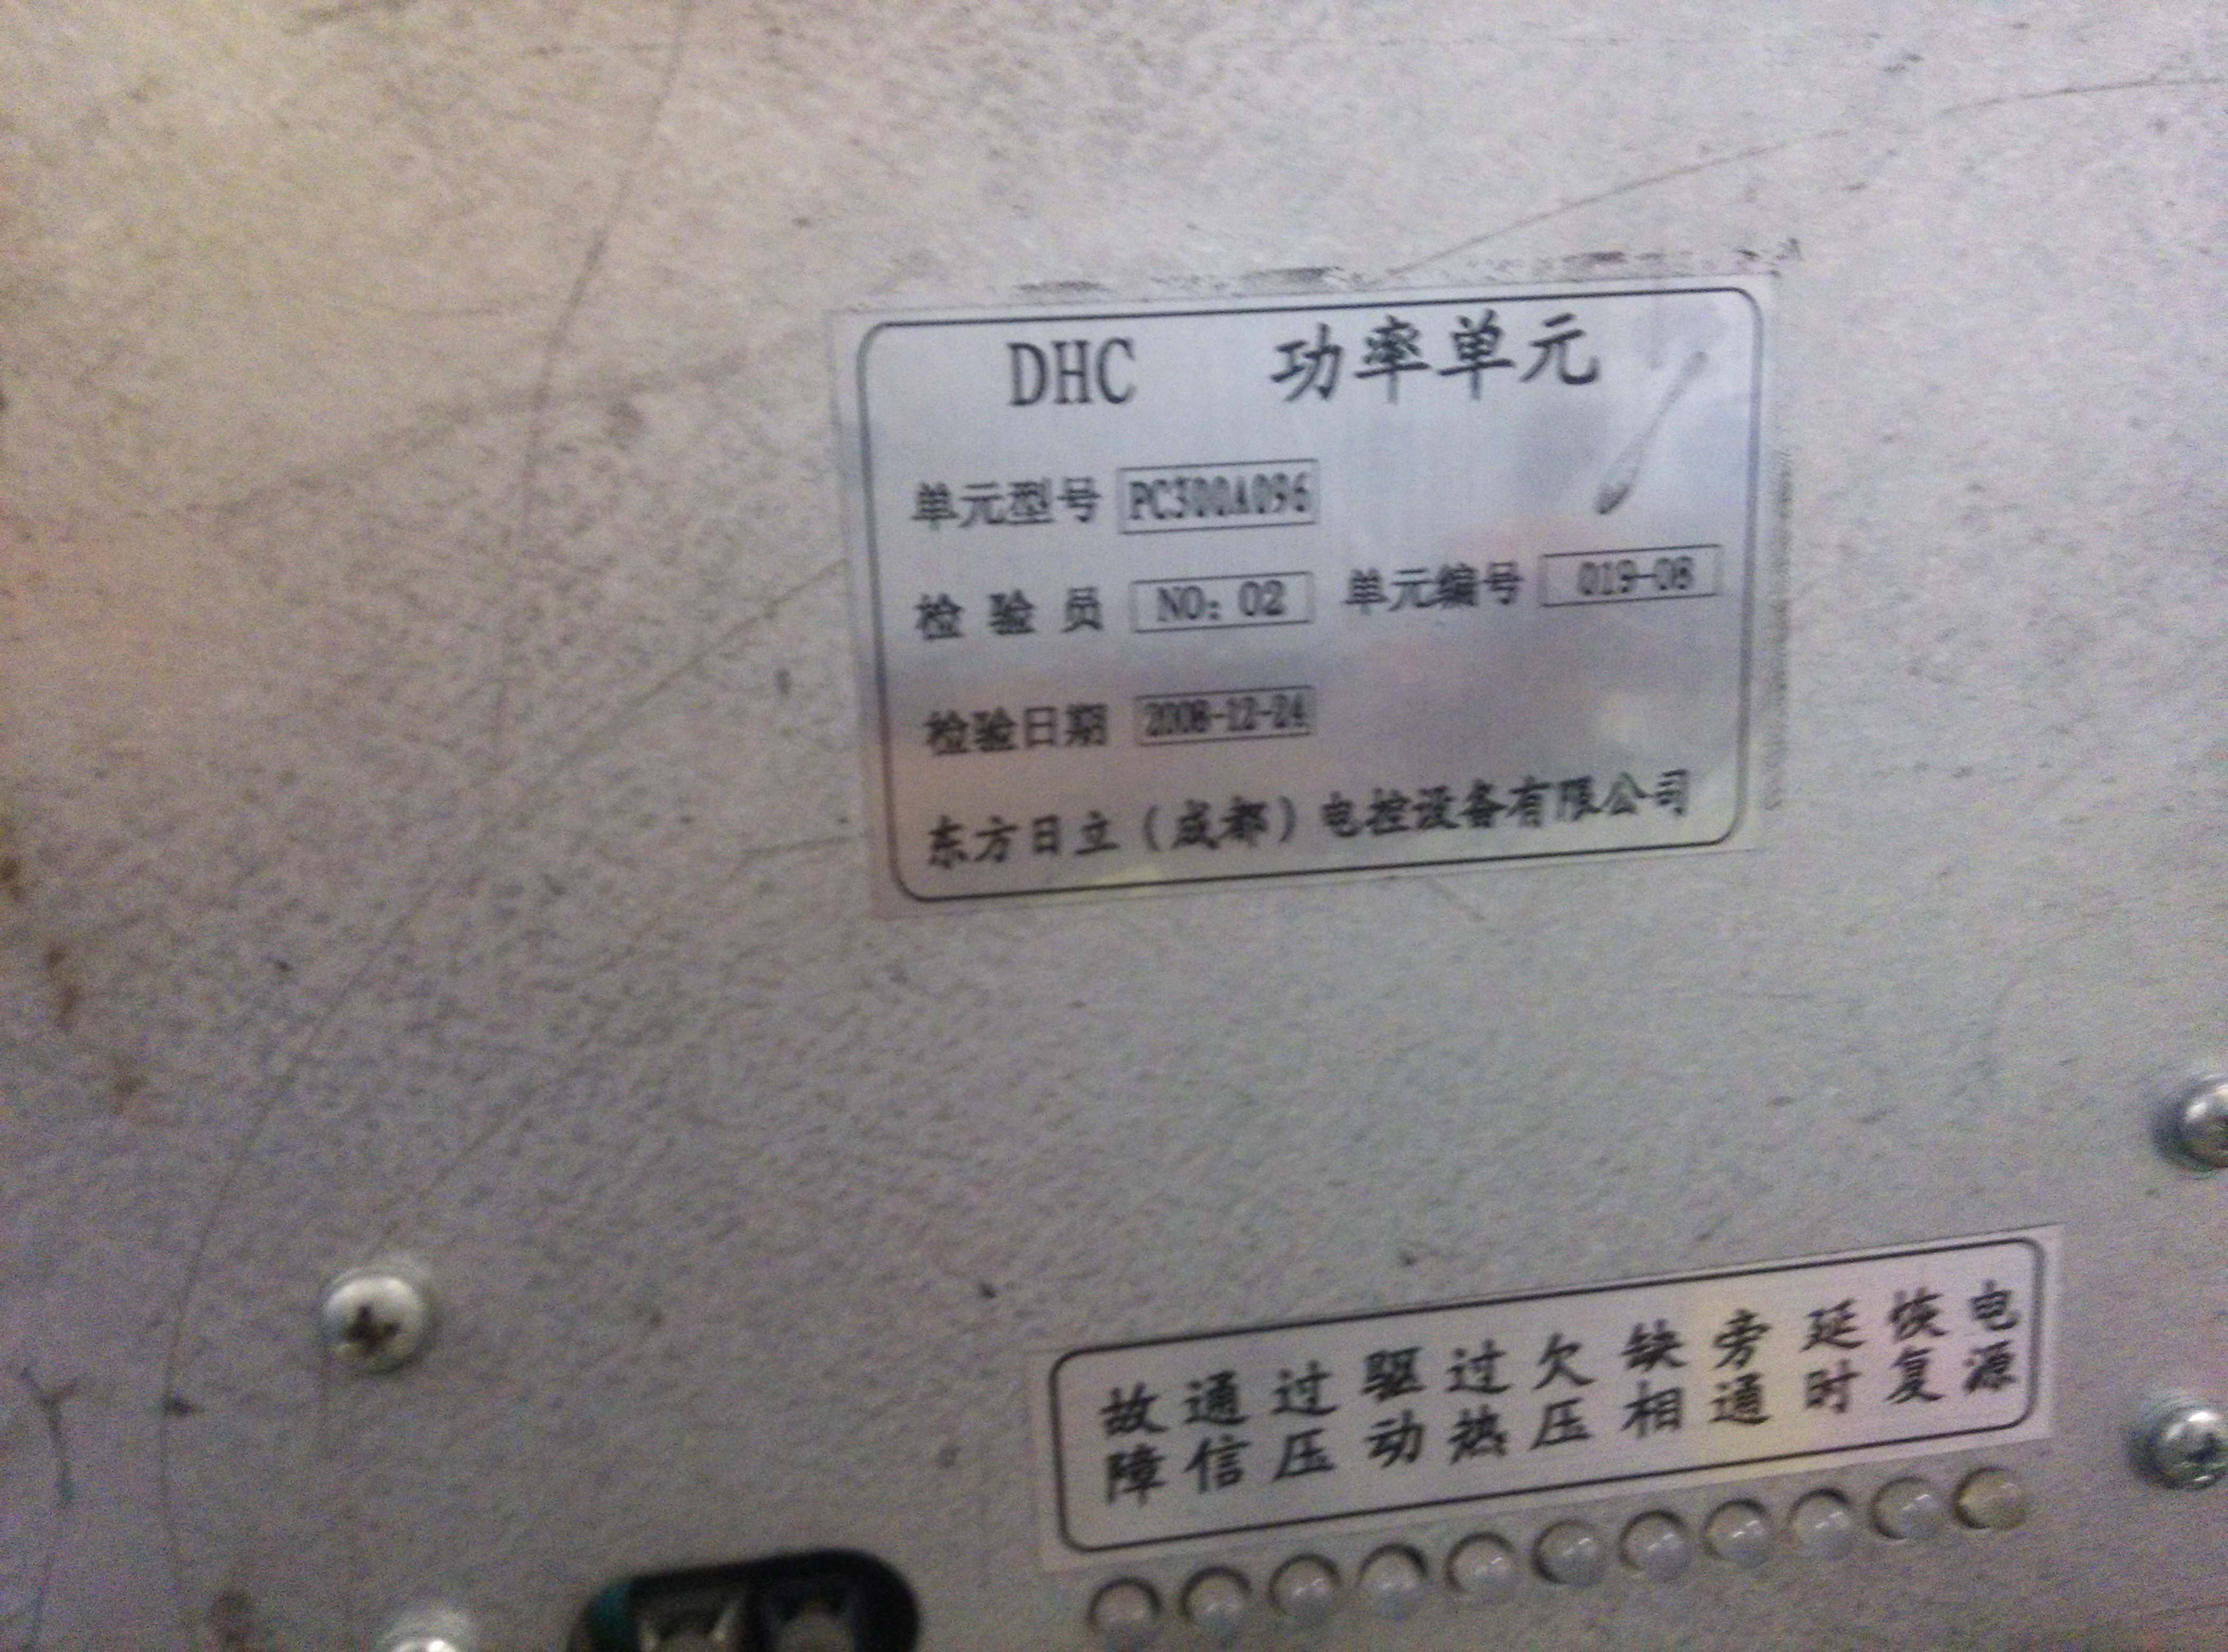 DHC 功率单元
单元型号 PC300A096
检验员 NO: 02 单元编号 019-08
检验日期 2008-12-24
东方日立（成都）电控设备有限公司
故障 通信 过压 驱动 过热 欠压 缺相 旁通 延时 恢复 电源